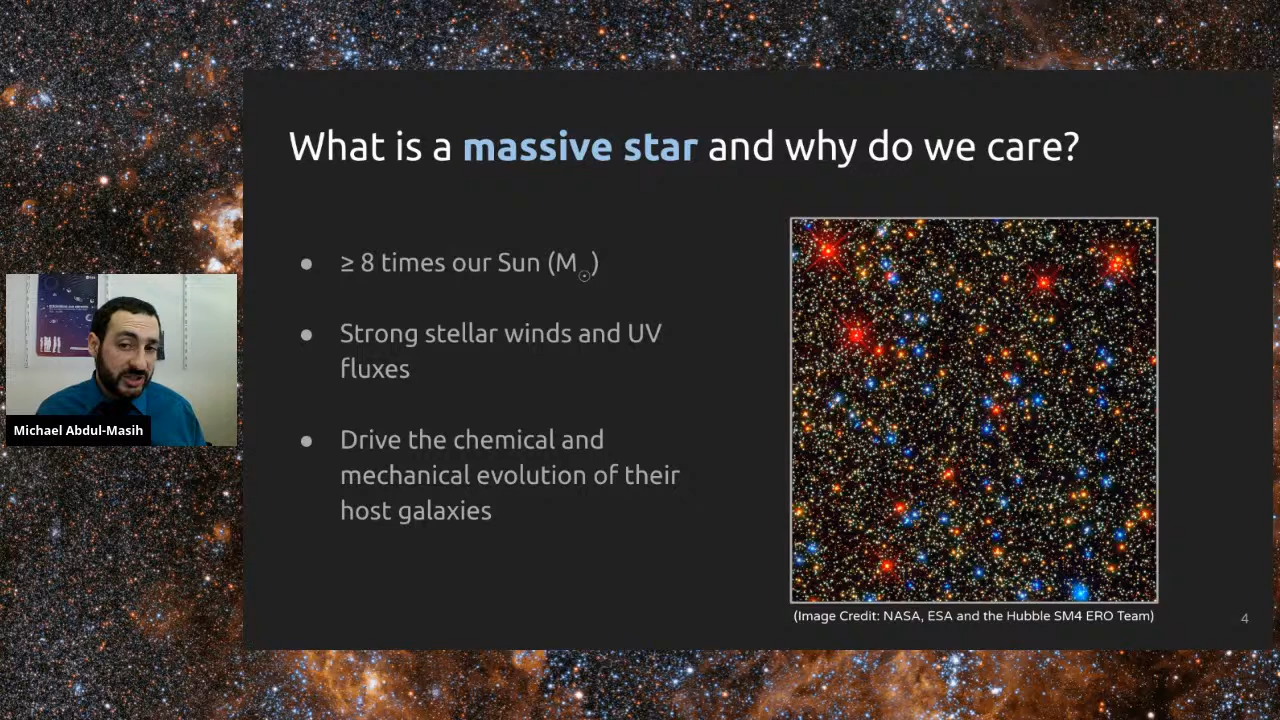 What is a massive star and why do we care?
● ≥ 8 times our Sun (M☉)
● Strong stellar winds and UV
fluxes
● Drive the chemical and
mechanical evolution of their
host galaxies
Michael Abdul-Masih
(Image Credit: NASA, ESA and the Hubble SM4 ERO Team)
4